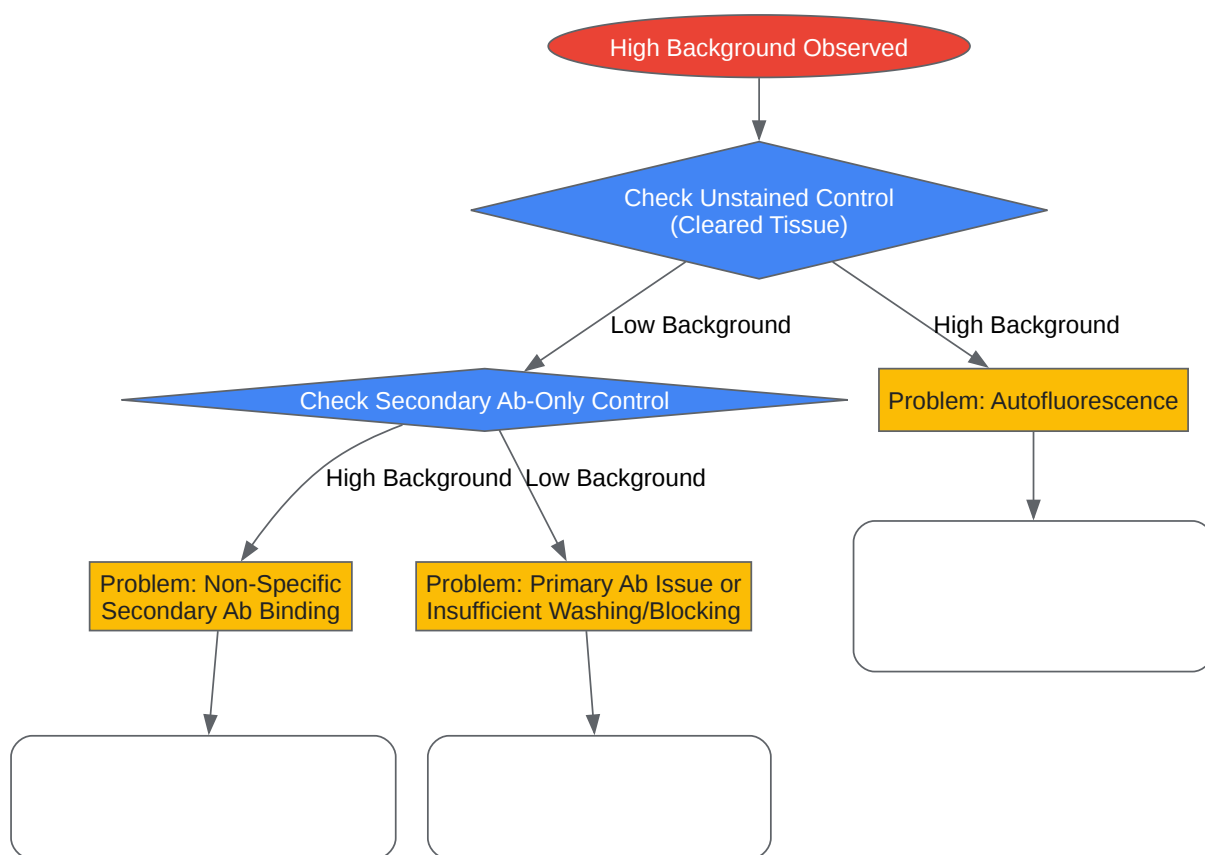 High Background Observed
Check Unstained Control
(Cleared Tissue)
Low Background
High Background
Check Secondary Ab-Only Control
Problem: Autofluorescence
High Background
Low Background
Problem: Non-Specific
Secondary Ab Binding
Problem: Primary Ab Issue or
Insufficient Washing/Blocking